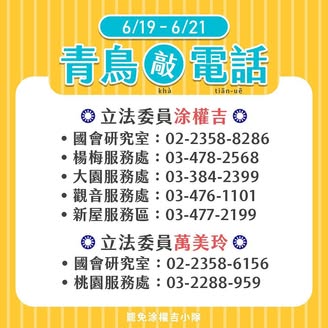 6/19－6/21
青鳥敲電話
khà tiān-uē
立法委員涂權吉
• 國會研究室：02-2358-8286
• 楊梅服務處：03-478-2568
• 大園服務處：03-384-2399
• 觀音服務處：03-476-1101
• 新屋服務區：03-477-2199
立法委員萬美玲
• 國會研究室：02-2358-6156
• 桃園服務處：03-2288-959
罷免涂權吉小隊